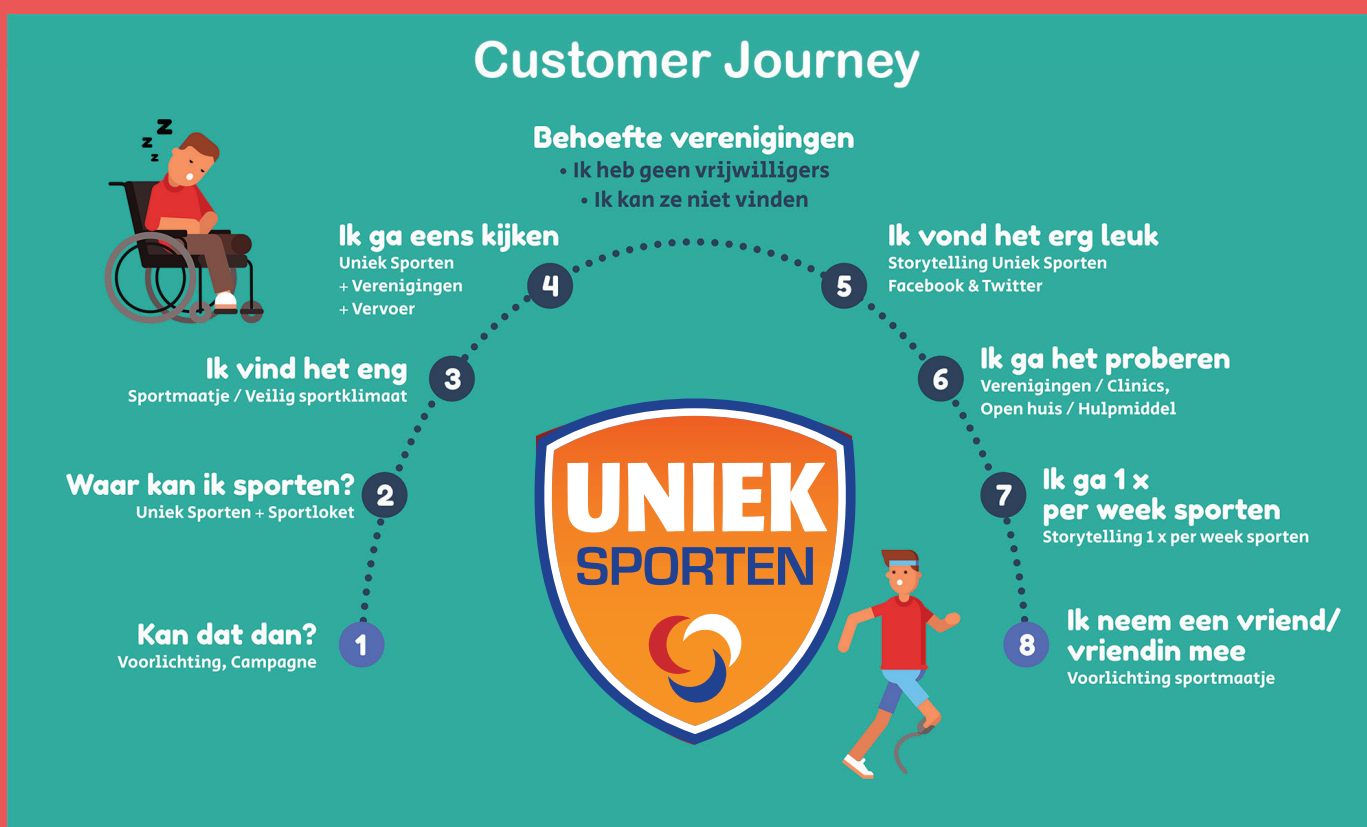 Customer Journey
z
z
z
Behoefte verenigingen
• Ik heb geen vrijwilligers
• Ik kan ze niet vinden
1
Kan dat dan?
Voorlichting, Campagne
2
Waar kan ik sporten?
Uniek Sporten + Sportloket
3
Ik vind het eng
Sportmaatje / Veilig sportklimaat
4
Ik ga eens kijken
Uniek Sporten
+ Verenigingen
+ Vervoer
5
Ik vond het erg leuk
Storytelling Uniek Sporten
Facebook & Twitter
6
Ik ga het proberen
Verenigingen / Clinics,
Open huis / Hulpmiddel
7
Ik ga 1 x
per week sporten
Storytelling 1 x per week sporten
8
Ik neem een vriend/
vriendin mee
Voorlichting sportmaatje
UNIEK
SPORTEN